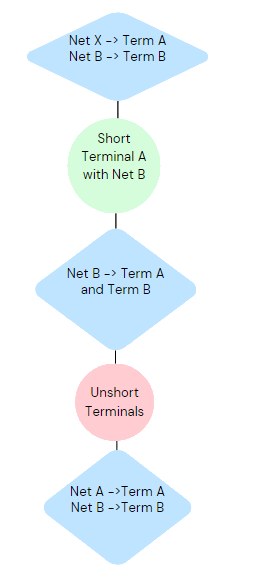 Net X -> Term A
Net B -> Term B
Short
Terminal A
with Net B
Net B -> Term A
and Term B
Unshort
Terminals
Net A ->Term A
Net B ->Term B